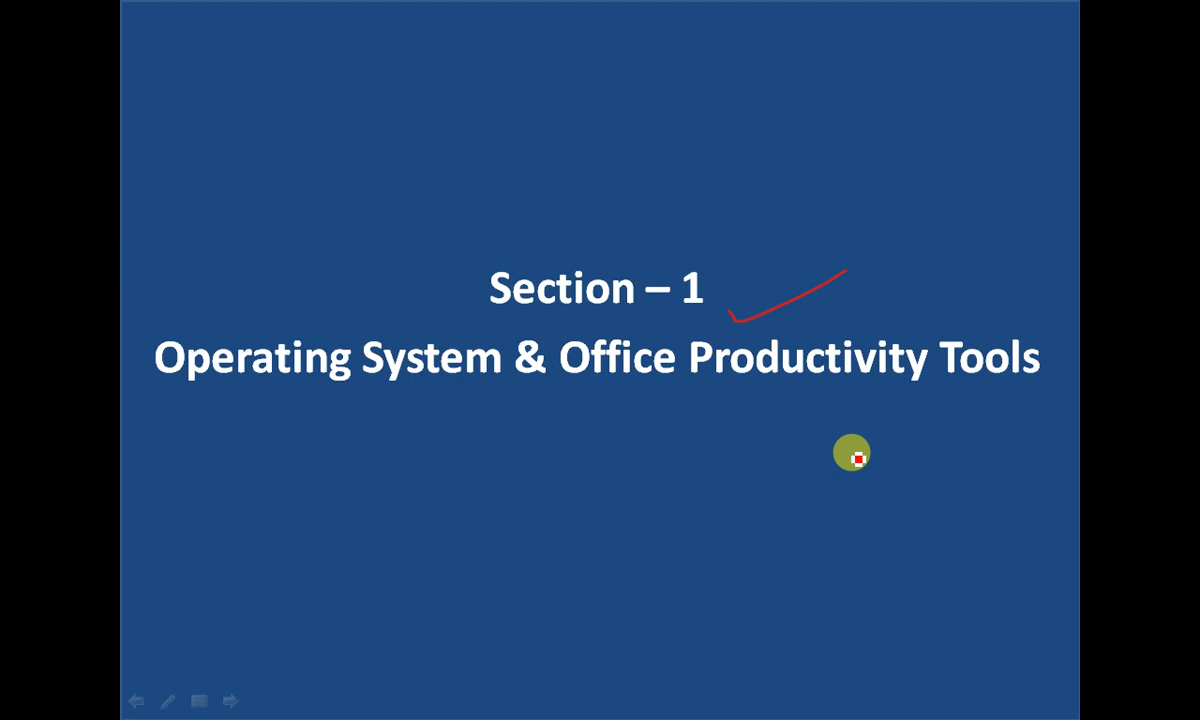 Section – 1
Operating System & Office Productivity Tools